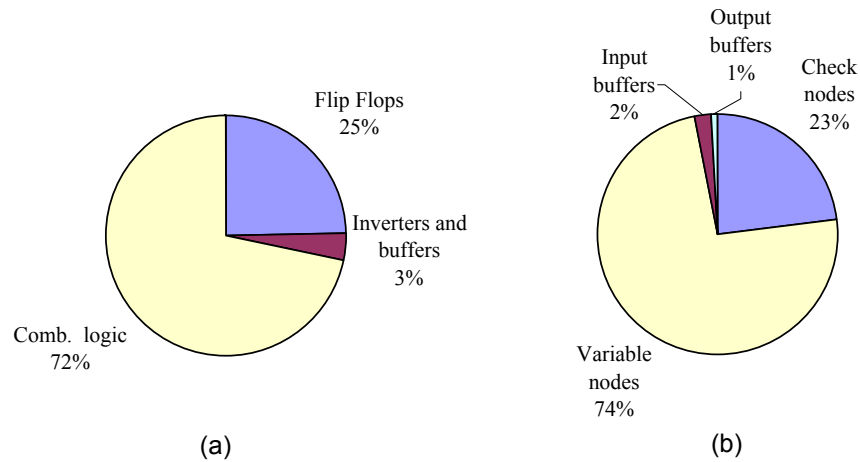 Flip Flops
25%
Inverters and
buffers
3%
Comb. logic
72%
(a)
Output
buffers
1%
Input
buffers
2%
Check
nodes
23%
Variable
nodes
74%
(b)